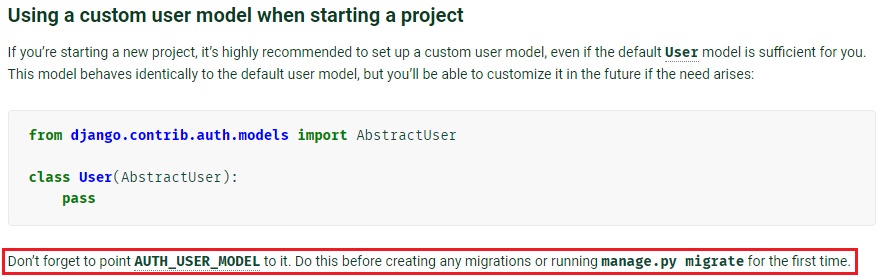 Using a custom user model when starting a project
If you’re starting a new project, it’s highly recommended to set up a custom user model, even if the default User model is sufficient for you.
This model behaves identically to the default user model, but you’ll be able to customize it in the future if the need arises:
from django.contrib.auth.models import AbstractUser
class User(AbstractUser):
    pass
Don’t forget to point AUTH_USER_MODEL to it. Do this before creating any migrations or running manage.py migrate for the first time.